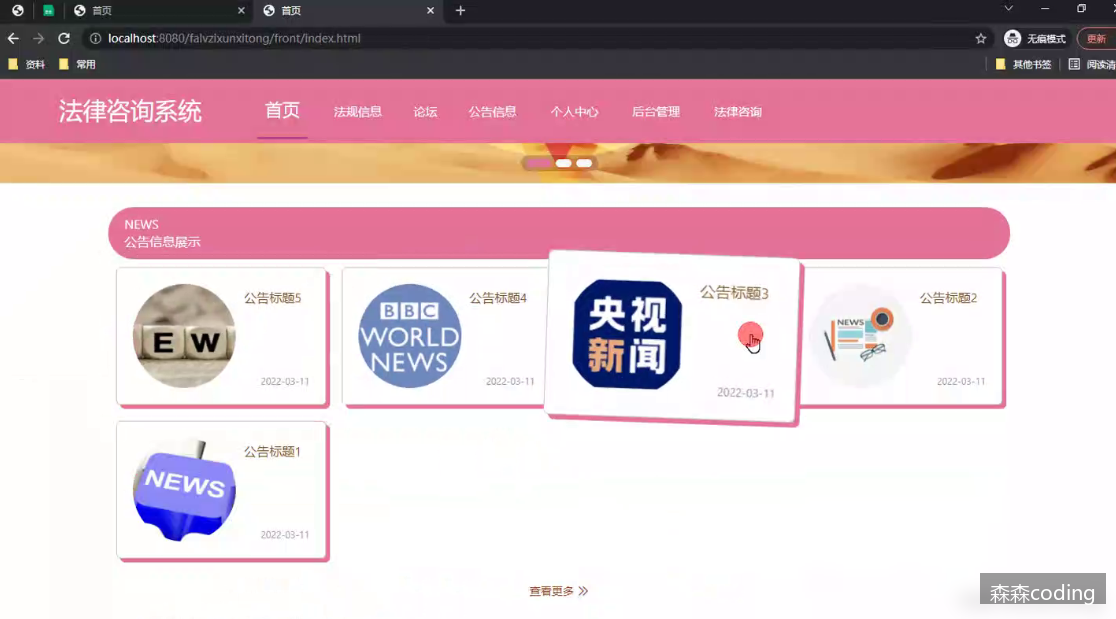 首页
首页
localhost:8080/falvzixunxitong/front/index.html
无痕模式
更新
资料
常用
其他书签
阅读清
法律咨询系统
首页
法规信息
论坛
公告信息
个人中心
后台管理
法律咨询
NEWS
公告信息展示
EW
公告标题5
2022-03-11
BBC
WORLD
NEWS
公告标题4
2022-03-11
央视
新闻
公告标题3
2022-03-11
NEWS
公告标题2
2022-03-11
NEWS
公告标题1
2022-03-11
查看更多
森森coding